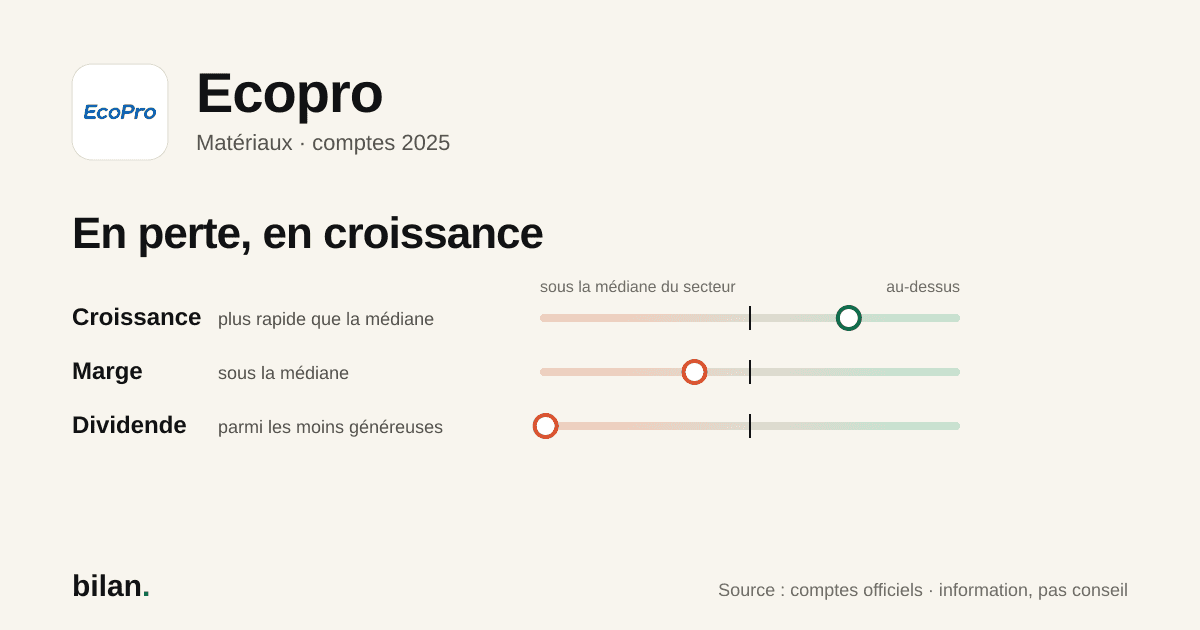 EcoPro
Ecopro
Matériaux · comptes 2025
En perte, en croissance
sous la médiane du secteur au-dessus
Croissance plus rapide que la médiane
Marge sous la médiane
Dividende parmi les moins généreuses
bilan.
Source : comptes officiels · information, pas conseil